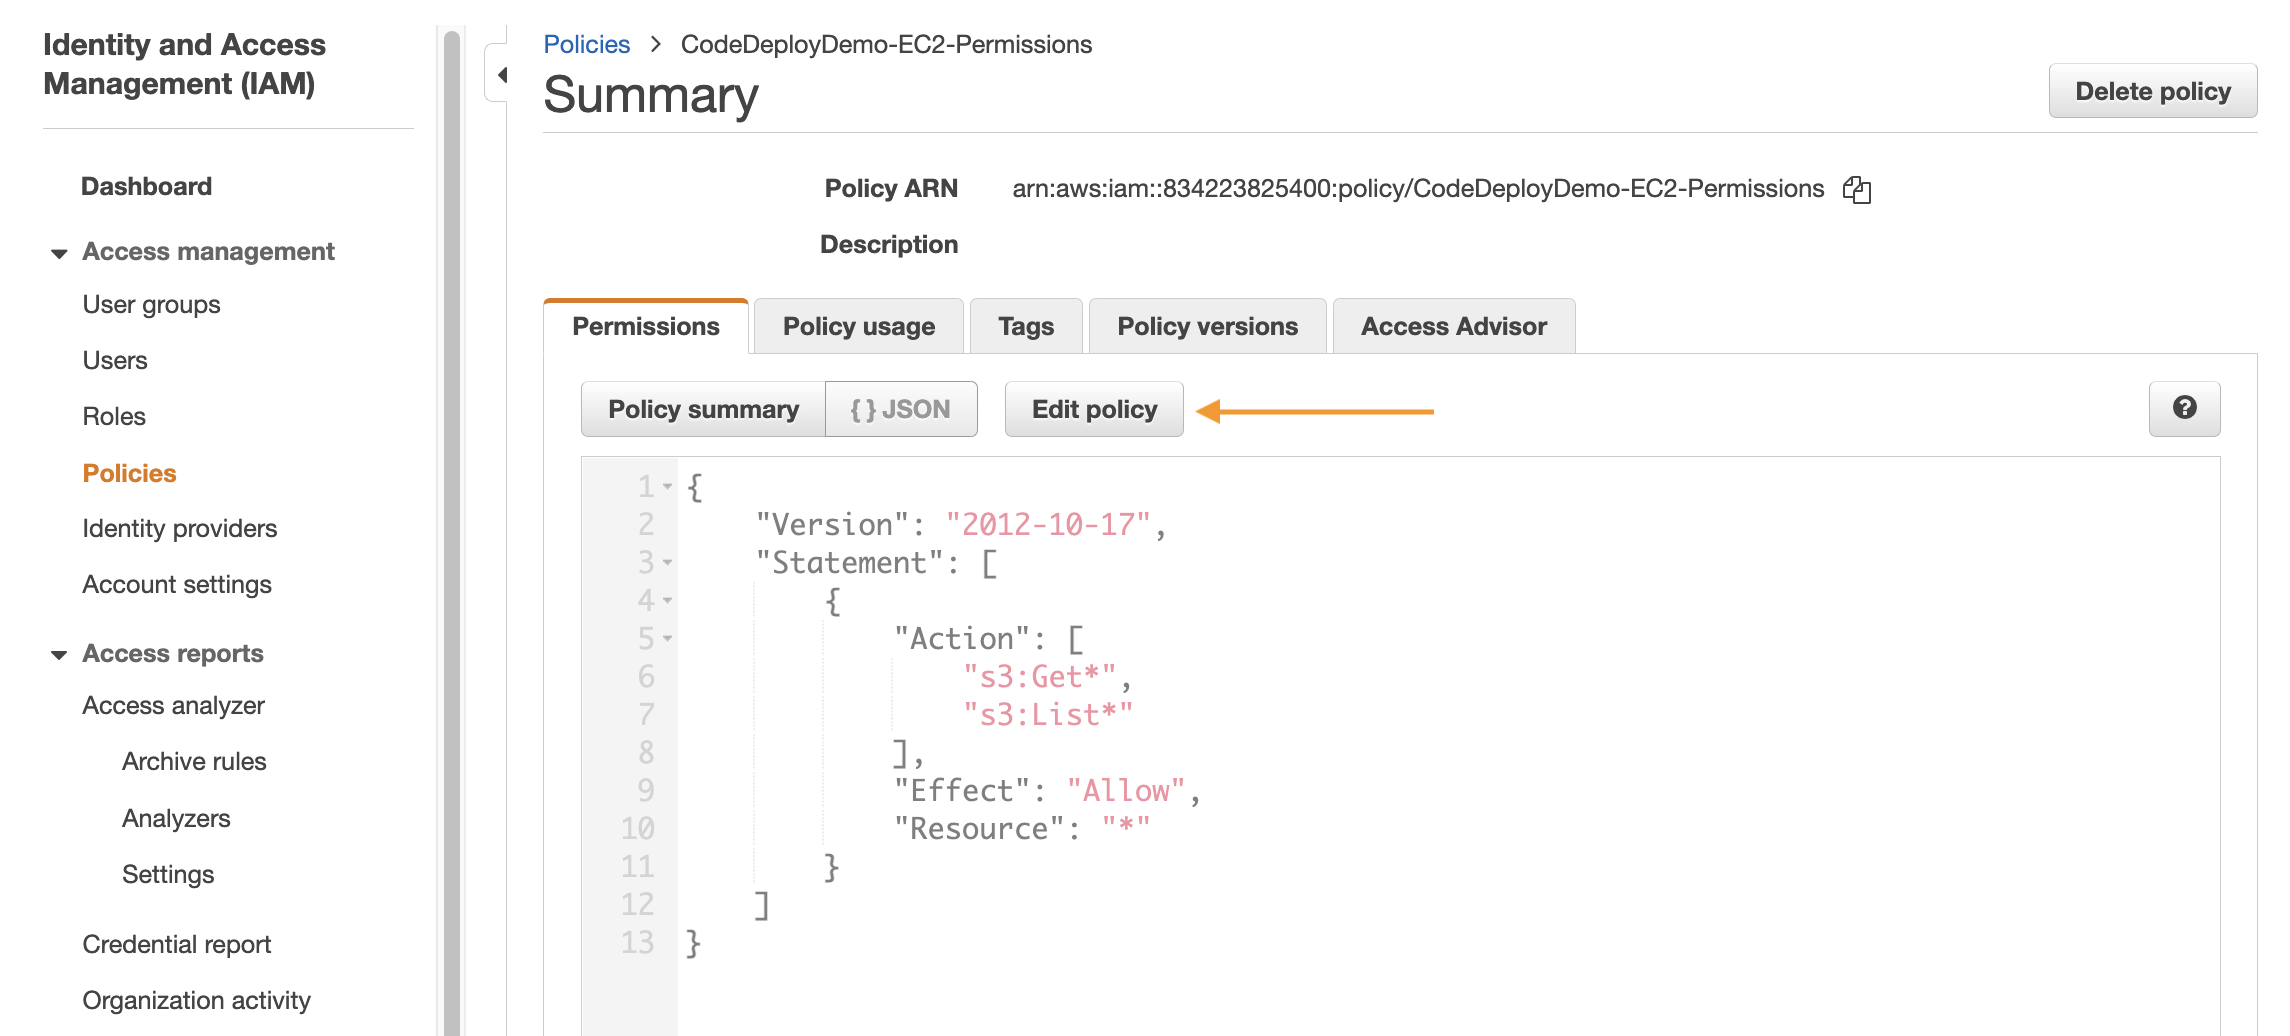 Identity and Access
Management (IAM)
Dashboard
Access management
User groups
Users
Roles
Policies
Identity providers
Account settings
Access reports
Access analyzer
Archive rules
Analyzers
Settings
Credential report
Organization activity
Policies > CodeDeployDemo-EC2-Permissions
Summary
Delete policy
Policy ARN arn:aws:iam::834223825400:policy/CodeDeployDemo-EC2-Permissions
Description
Permissions Policy usage Tags Policy versions Access Advisor
Policy summary { } JSON Edit policy ?
1 {
2 "Version": "2012-10-17",
3 "Statement": [
4 {
5 "Action": [
6 "s3:Get*",
7 "s3:List*"
8 ],
9 "Effect": "Allow",
10 "Resource": "*"
11 }
12 ]
13 }